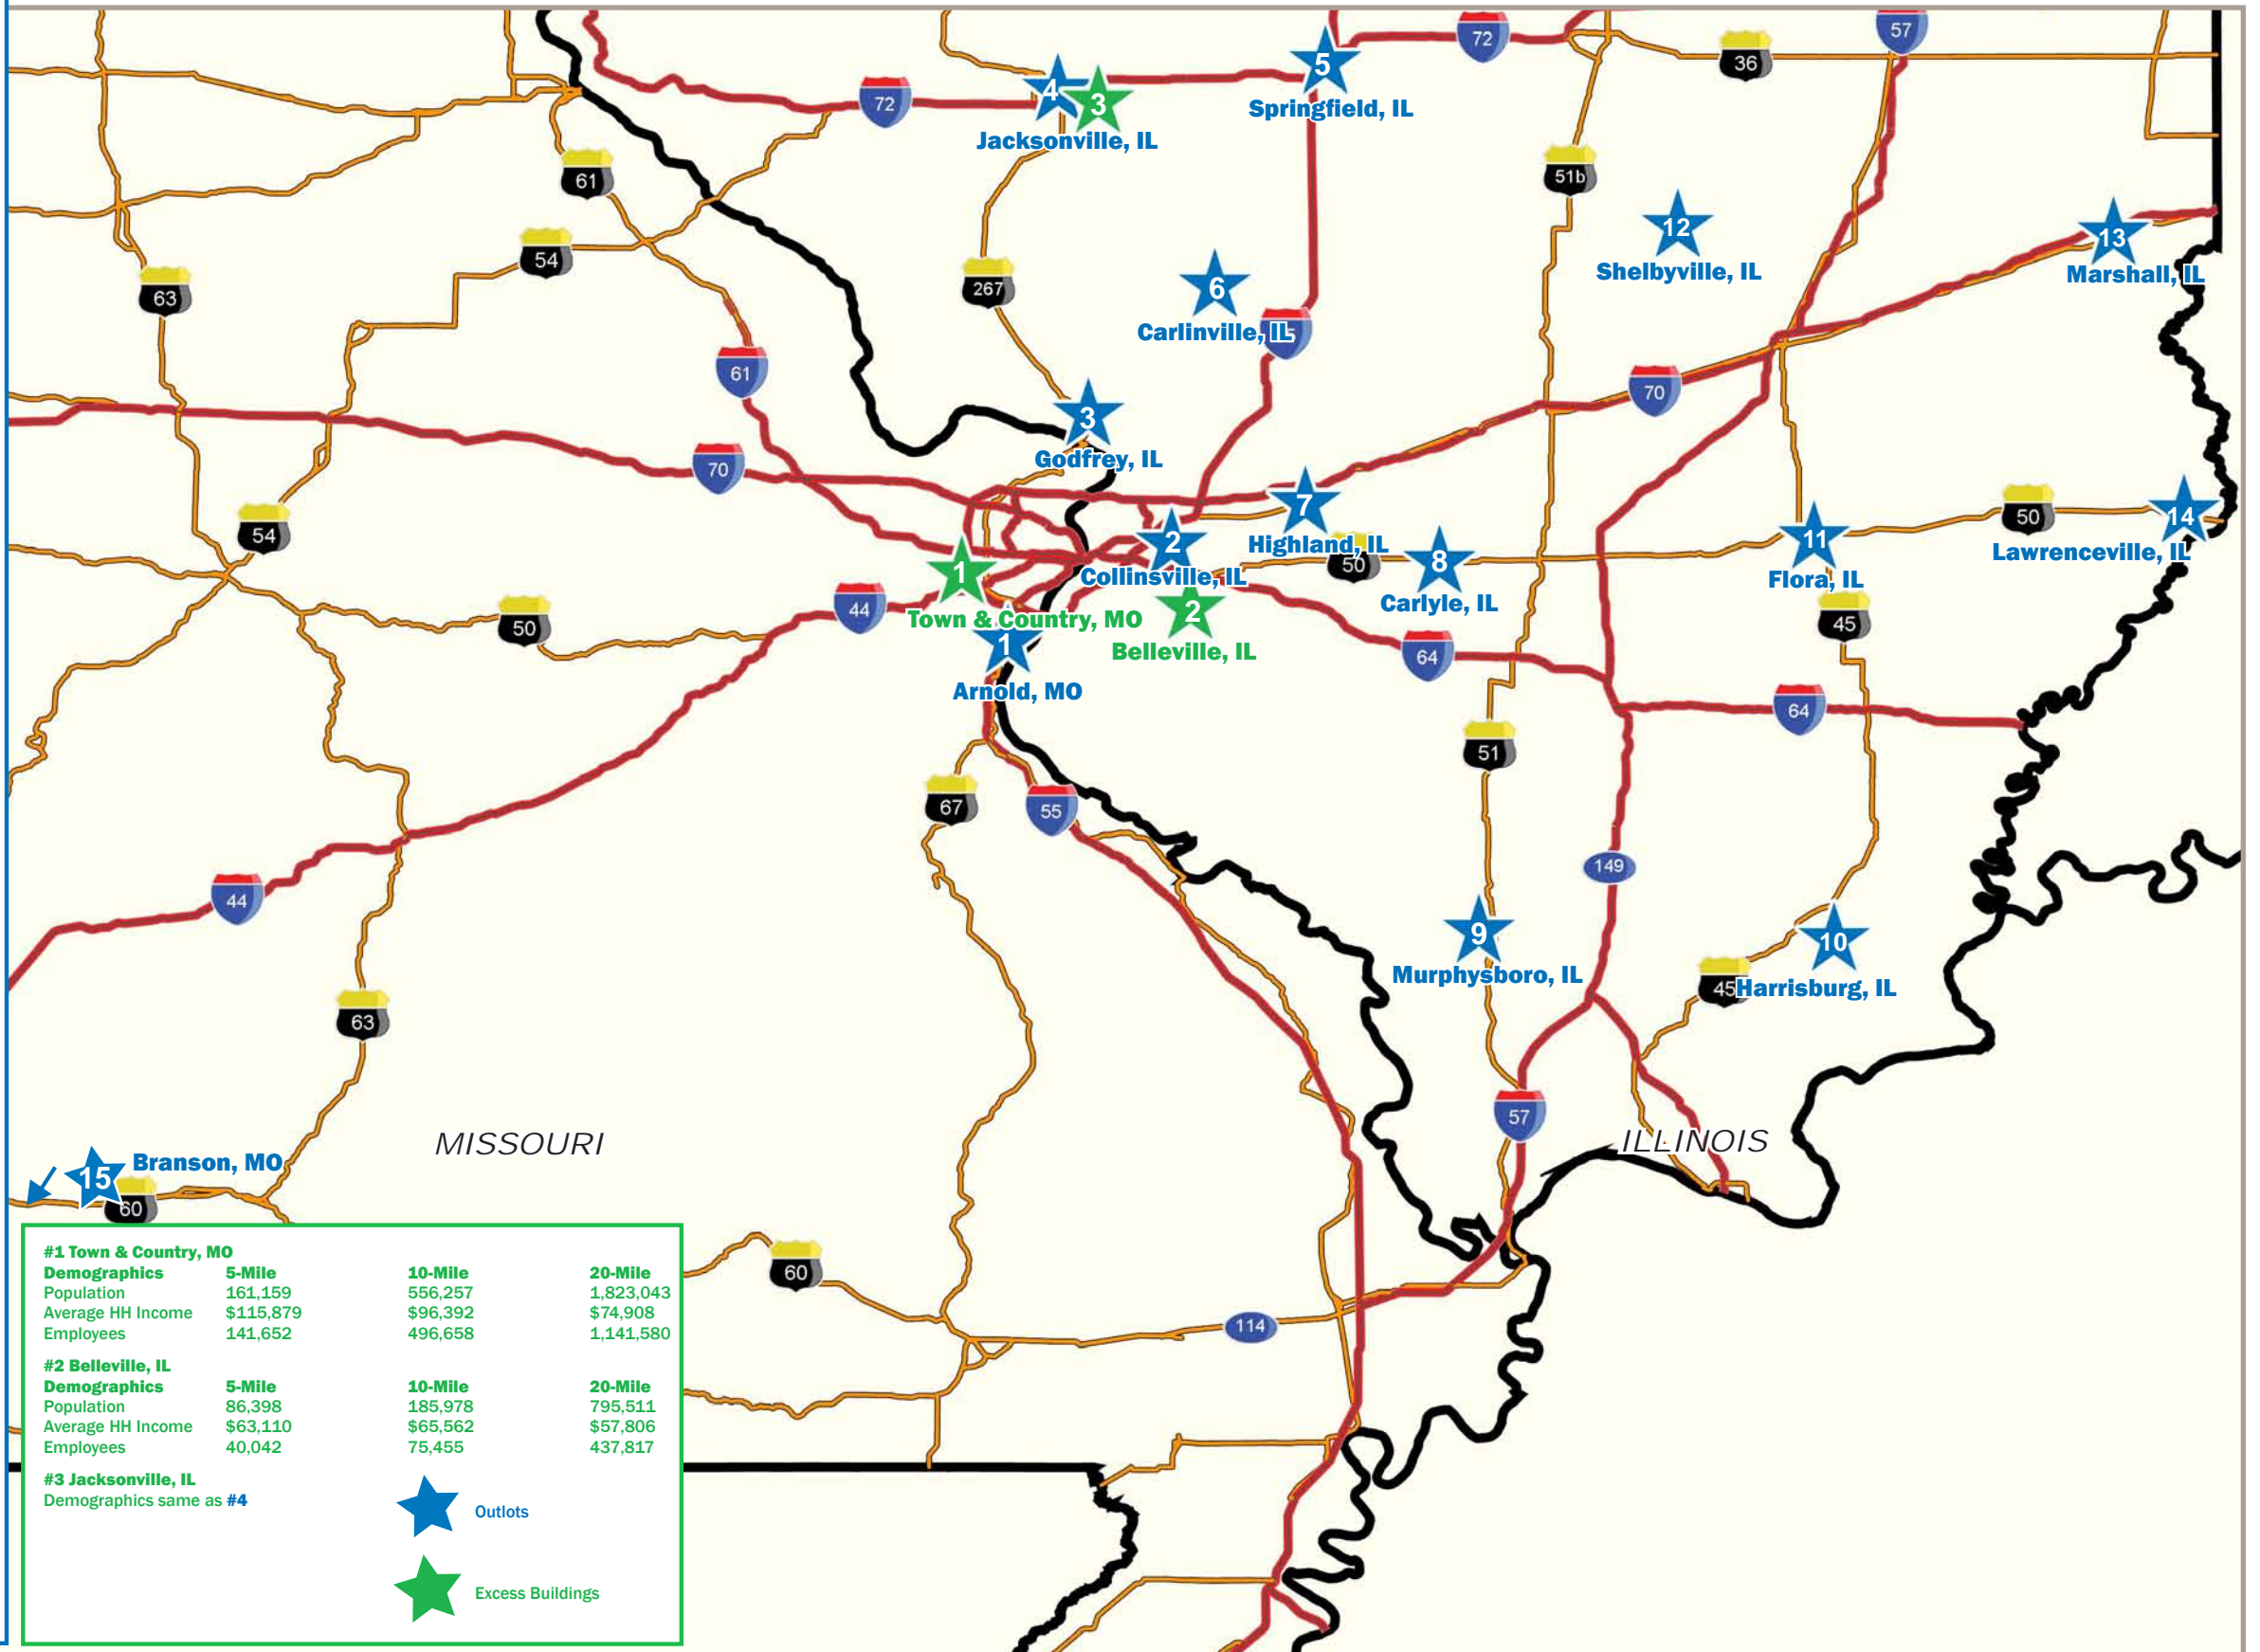 72
57
36
5
Springfield, IL
4
3
Jacksonville, IL
72
61
51b
54
63
267
12
Shelbyville, IL
13
Marshall, IL
6
Carlinville, IL
61
70
3
Godfrey, IL
70
7
Highland, IL
50
54
2
Collinsville, IL
8
Carlyle, IL
11
Flora, IL
50
14
Lawrenceville, IL
1
Town & Country, MO
2
Belleville, IL
44
50
45
1
Arnold, MO
64
64
51
67
55
149
44
9
Murphysboro, IL
10
Harrisburg, IL
45
63
57
MISSOURI
ILLINOIS
15
Branson, MO
60
60
114
#1 Town & Country, MO
Demographics 5-Mile 10-Mile 20-Mile
Population 161,159 556,257 1,823,043
Average HH Income $115,879 $96,392 $74,908
Employees 141,652 496,658 1,141,580
#2 Belleville, IL
Demographics 5-Mile 10-Mile 20-Mile
Population 86,398 185,978 795,511
Average HH Income $63,110 $65,562 $57,806
Employees 40,042 75,455 437,817
#3 Jacksonville, IL
Demographics same as #4
Outlots
Excess Buildings